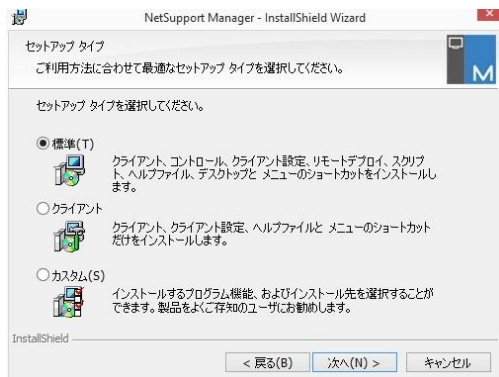 NetSupport Manager - InstallShield Wizard
セットアップ タイプ
ご利用方法に合わせて最適なセットアップ タイプを選択してください。
M
セットアップ タイプを選択してください。
標準(T)
クライアント、コントロール、クライアント設定、リモートデプロイ、スクリプ
ト、ヘルプファイル、デスクトップと メニューのショートカットをインストールし
ます。
クライアント
クライアント、クライアント設定、ヘルプファイルと メニューのショートカット
だけをインストールします。
カスタム(S)
インストールするプログラム機能、およびインストール先を選択することが
できます。製品をよくご存知のユーザにお勧めします。
InstallShield
< 戻る(B) 次へ(N) > キャンセル